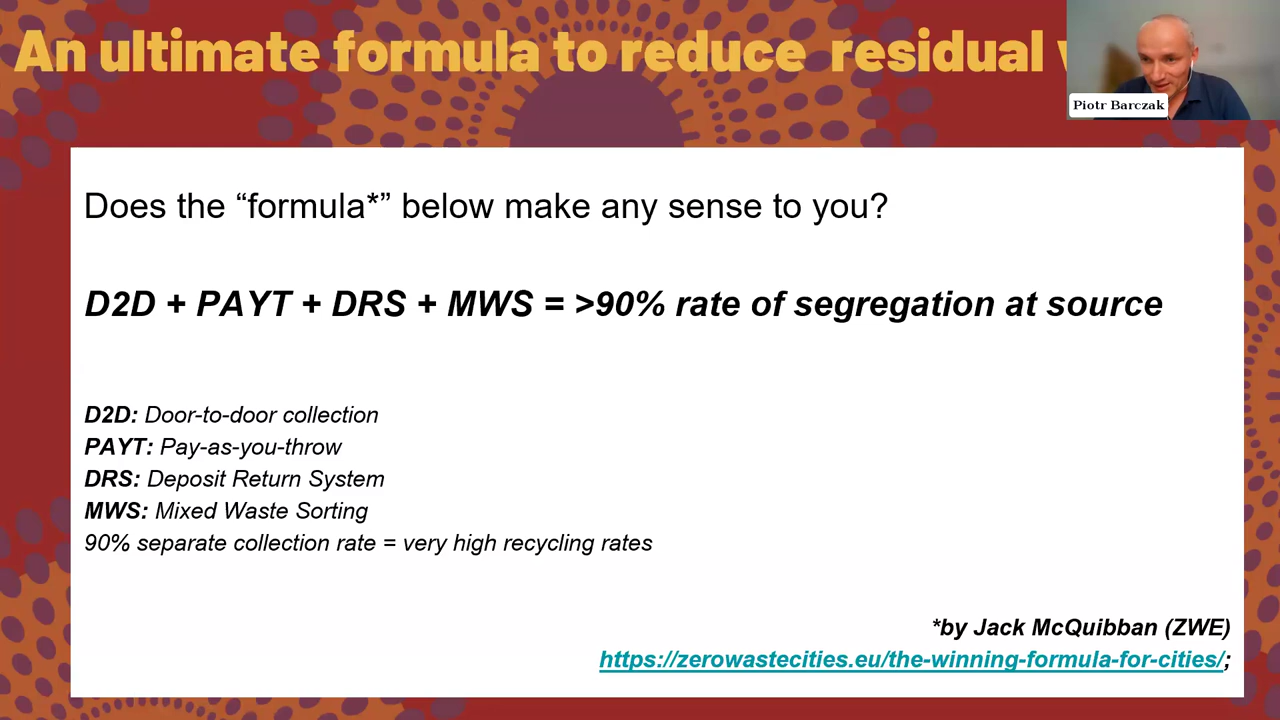 An ultimate formula to reduce residual
Piotr Barczak
Does the “formula*” below make any sense to you?
D2D + PAYT + DRS + MWS = >90% rate of segregation at source
D2D: Door-to-door collection
PAYT: Pay-as-you-throw
DRS: Deposit Return System
MWS: Mixed Waste Sorting
90% separate collection rate = very high recycling rates
*by Jack McQuibban (ZWE)
https://zerowastecities.eu/the-winning-formula-for-cities/;